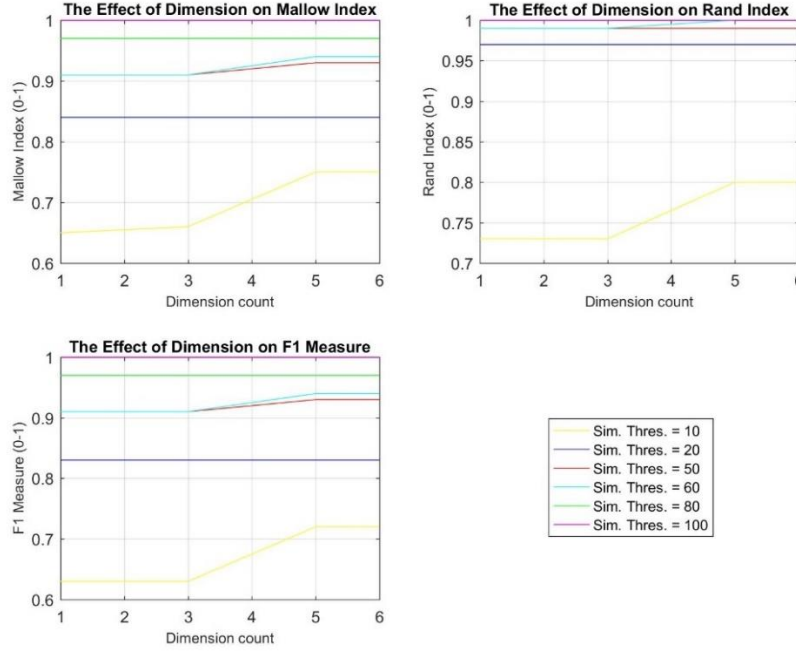 The Effect of Dimension on Mallow Index
1
0.9
0.8
0.7
0.6
Mallow Index (0-1)
1 2 3 4 5 6
Dimension count
The Effect of Dimension on Rand Index
1
0.95
0.9
0.85
0.8
0.75
0.7
Rand Index (0-1)
1 2 3 4 5 6
Dimension count
The Effect of Dimension on F1 Measure
1
0.9
0.8
0.7
0.6
F1 Measure (0-1)
1 2 3 4 5 6
Dimension count
Sim. Thres. = 10
Sim. Thres. = 20
Sim. Thres. = 50
Sim. Thres. = 60
Sim. Thres. = 80
Sim. Thres. = 100